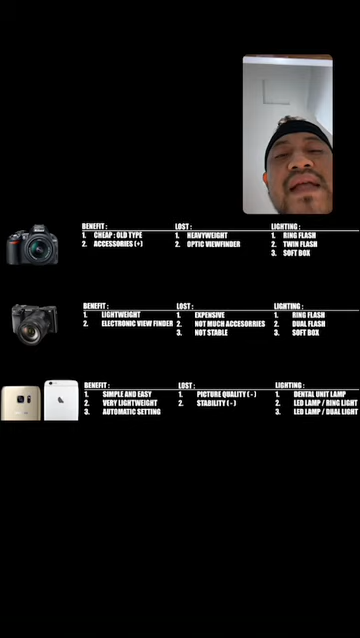 BENEFIT : LOST : LIGHTING :
1. CHEAP : OLD TYPE 1. HEAVYWEIGHT 1. RING FLASH
2. ACCESSORIES (+) 2. OPTIC VIEWFINDER 2. TWIN FLASH
3. SOFT BOX
BENEFIT : LOST : LIGHTING :
1. LIGHTWEIGHT 1. EXPENSIVE 1. RING FLASH
2. ELECTRONIC VIEW FINDER 2. NOT MUCH ACCESORRIES 2. DUAL FLASH
3. NOT STABLE 3. SOFT BOX
BENEFIT : LOST : LIGHTING :
1. SIMPLE AND EASY 1. PICTURE QUALITY ( - ) 1. DENTAL UNIT LAMP
2. VERY LIGHTWEIGHT 2. STABILITY ( - ) 2. LED LAMP / RING LIGHT
3. AUTOMATIC SETTING 3. LED LAMP / DUAL LIGHT